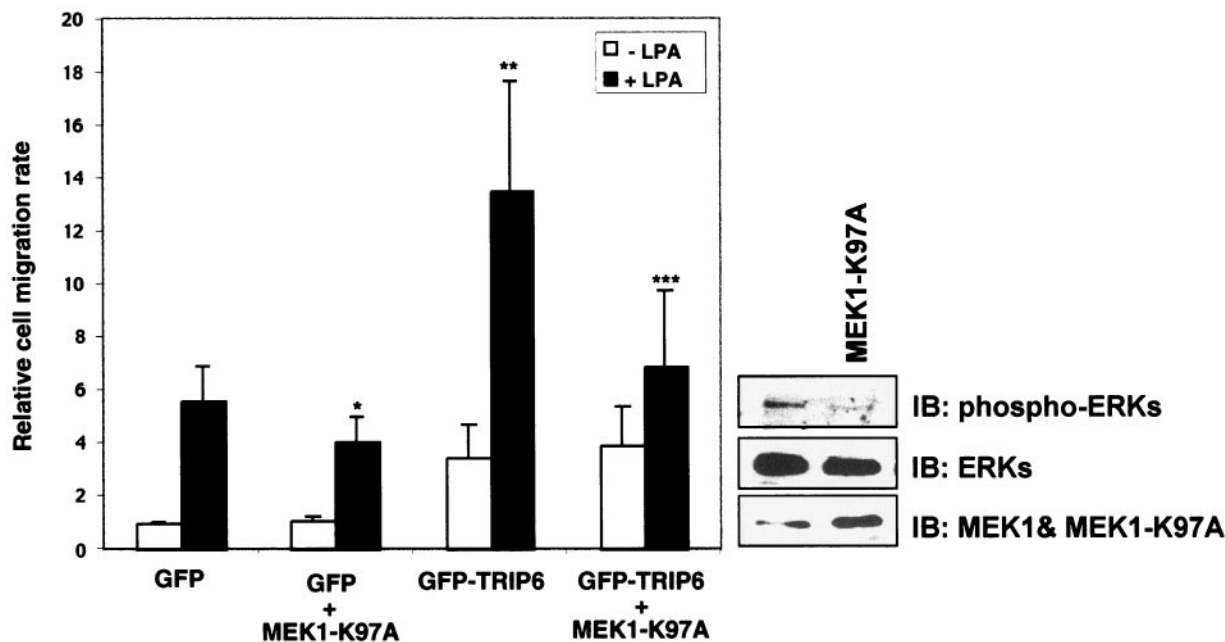 Relative cell migration rate
20
18
16
14
12
10
8
6
4
2
0
- LPA
+ LPA
*
**
***
GFP
GFP
+
MEK1-K97A
GFP-TRIP6
GFP-TRIP6
+
MEK1-K97A
MEK1-K97A
IB: phospho-ERKs
IB: ERKs
IB: MEK1& MEK1-K97A